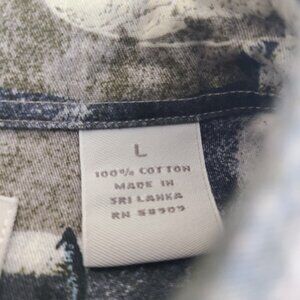 L
100% COTTON
MADE IN
SRI LANKA
RN 58909